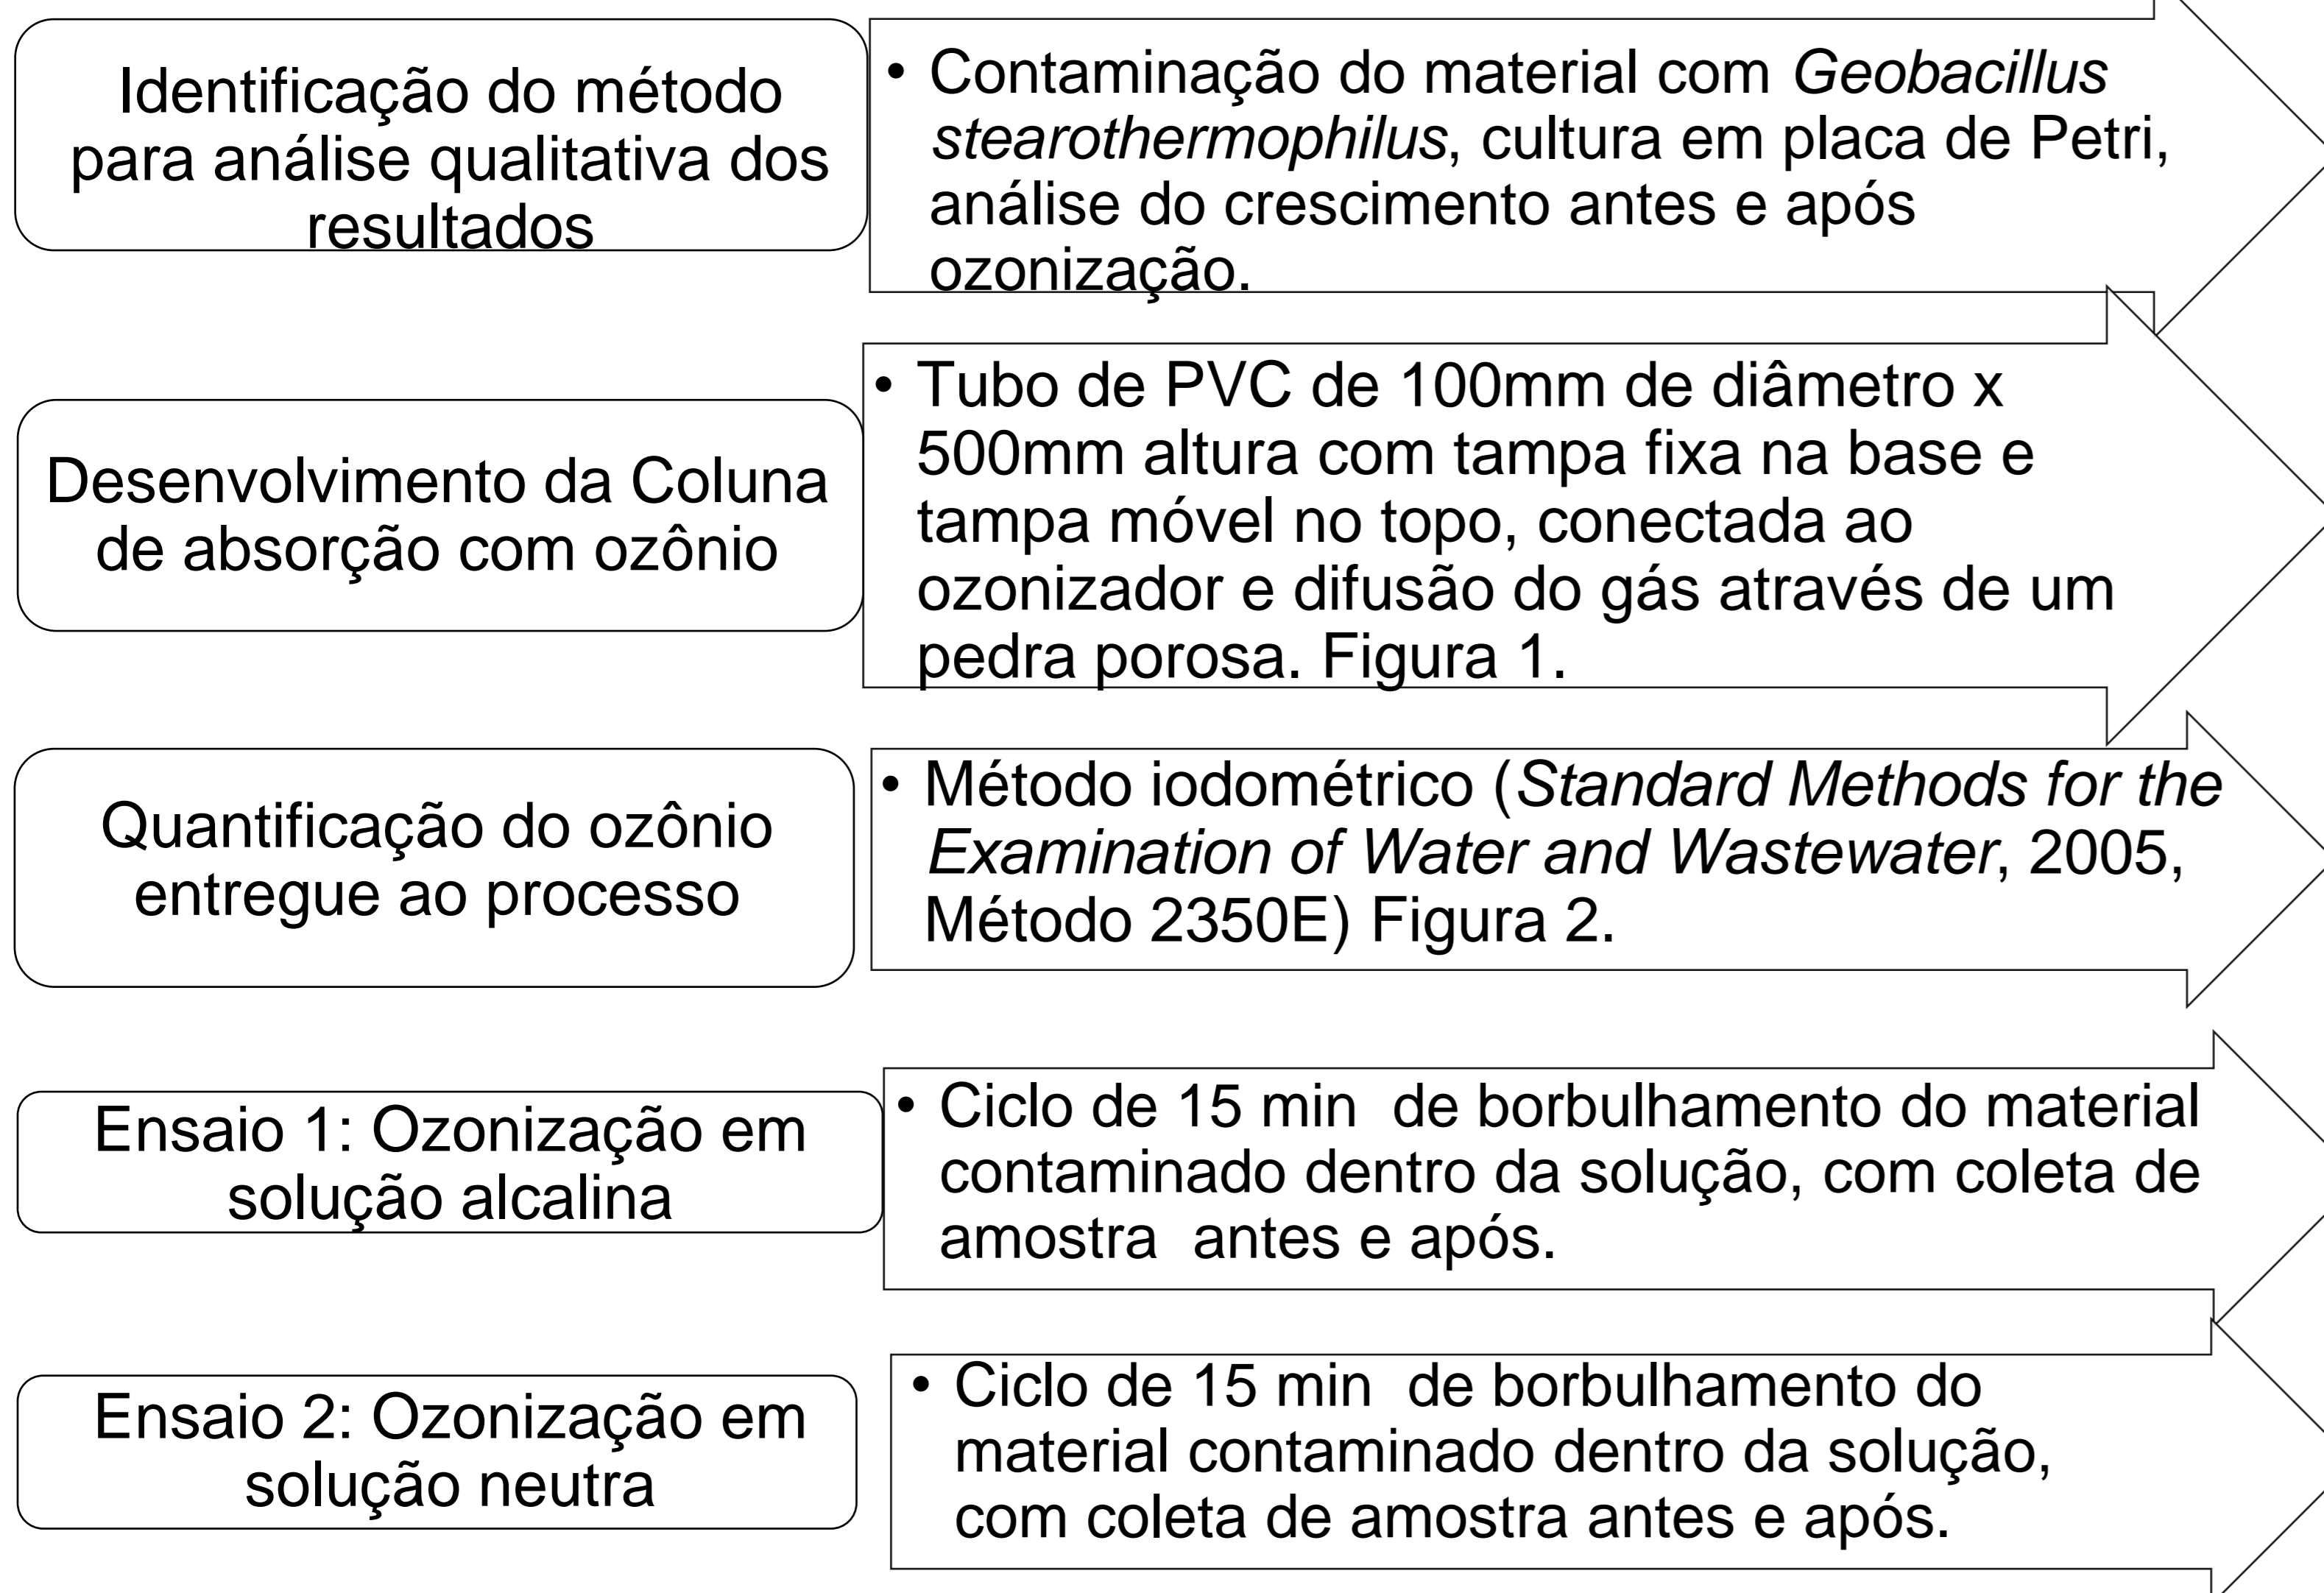 Identificação do método
para análise qualitativa dos
resultados
• Contaminação do material com Geobacillus
stearothermophilus, cultura em placa de Petri,
análise do crescimento antes e após
ozonização.
Desenvolvimento da Coluna
de absorção com ozônio
• Tubo de PVC de 100mm de diâmetro x
500mm altura com tampa fixa na base e
tampa móvel no topo, conectada ao
ozonizador e difusão do gás através de um
pedra porosa. Figura 1.
Quantificação do ozônio
entregue ao processo
• Método iodométrico (Standard Methods for the
Examination of Water and Wastewater, 2005,
Método 2350E) Figura 2.
Ensaio 1: Ozonização em
solução alcalina
• Ciclo de 15 min  de borbulhamento do material
contaminado dentro da solução, com coleta de
amostra  antes e após.
Ensaio 2: Ozonização em
solução neutra
• Ciclo de 15 min  de borbulhamento do
material contaminado dentro da solução,
com coleta de amostra antes e após.